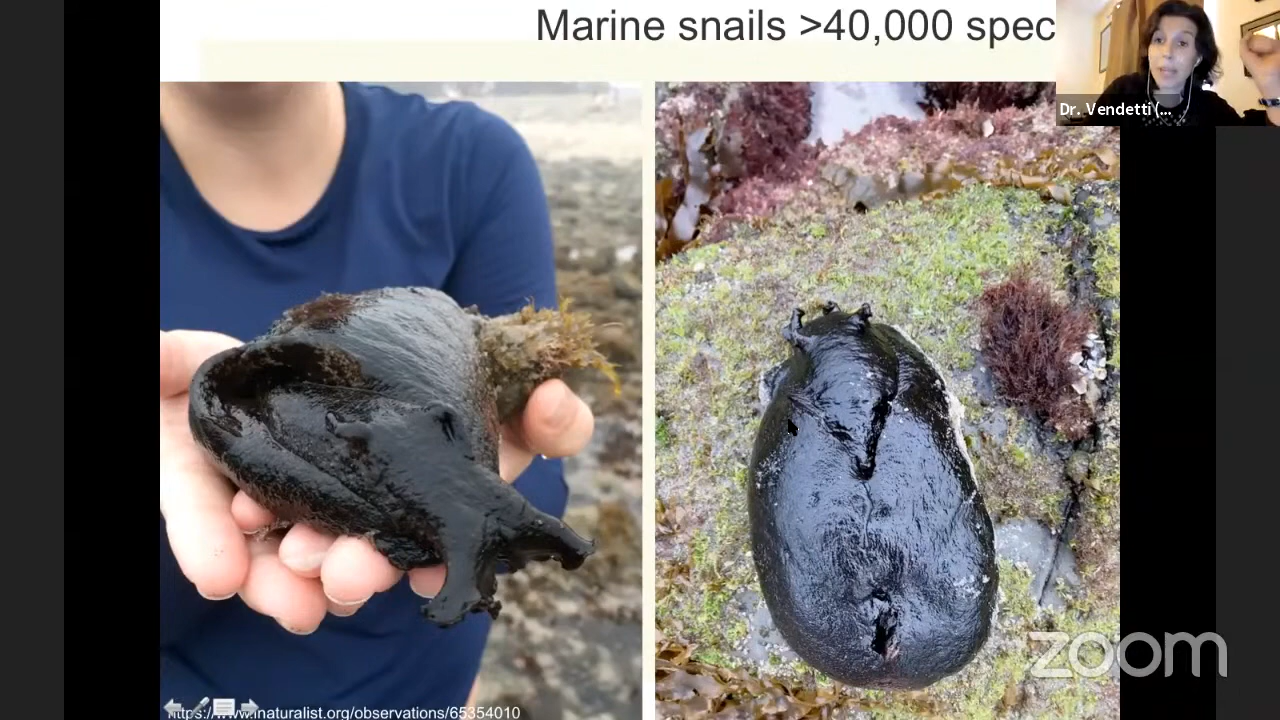 Marine snails >40,000 spec
Dr. Vendetti (...
zoom
https://www.inaturalist.org/observations/65354010